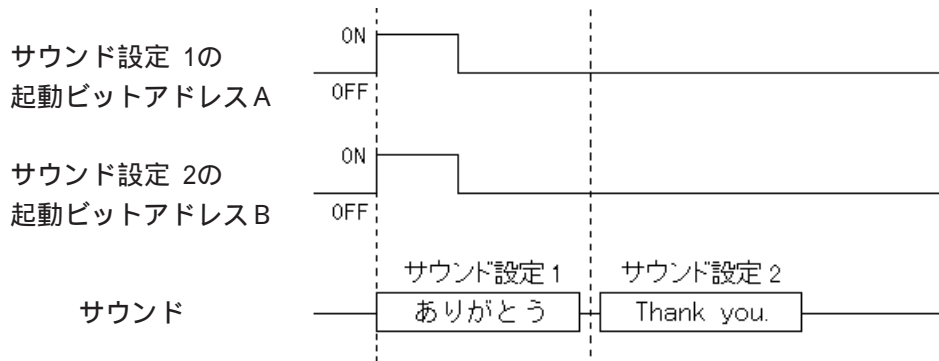 ON
サウンド設定 1の
起動ビットアドレスA
OFF
ON
サウンド設定 2の
起動ビットアドレスB
OFF
サウンド設定1 サウンド設定2
サウンド ありがとう Thank you.